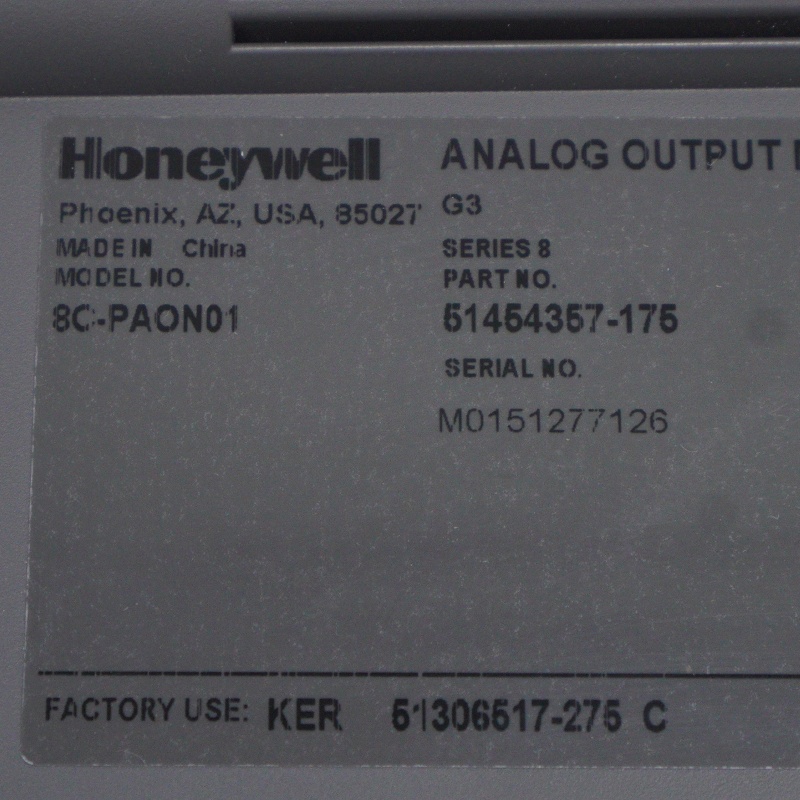 Honeywell
Phoenix, AZ, USA, 85027
MADE IN China
MODEL NO.
8C-PAON01
ANALOG OUTPUT
G3
SERIES 8
PART NO.
51454357-175
SERIAL NO.
M0151277126
FACTORY USE: KER 51306517-275 C